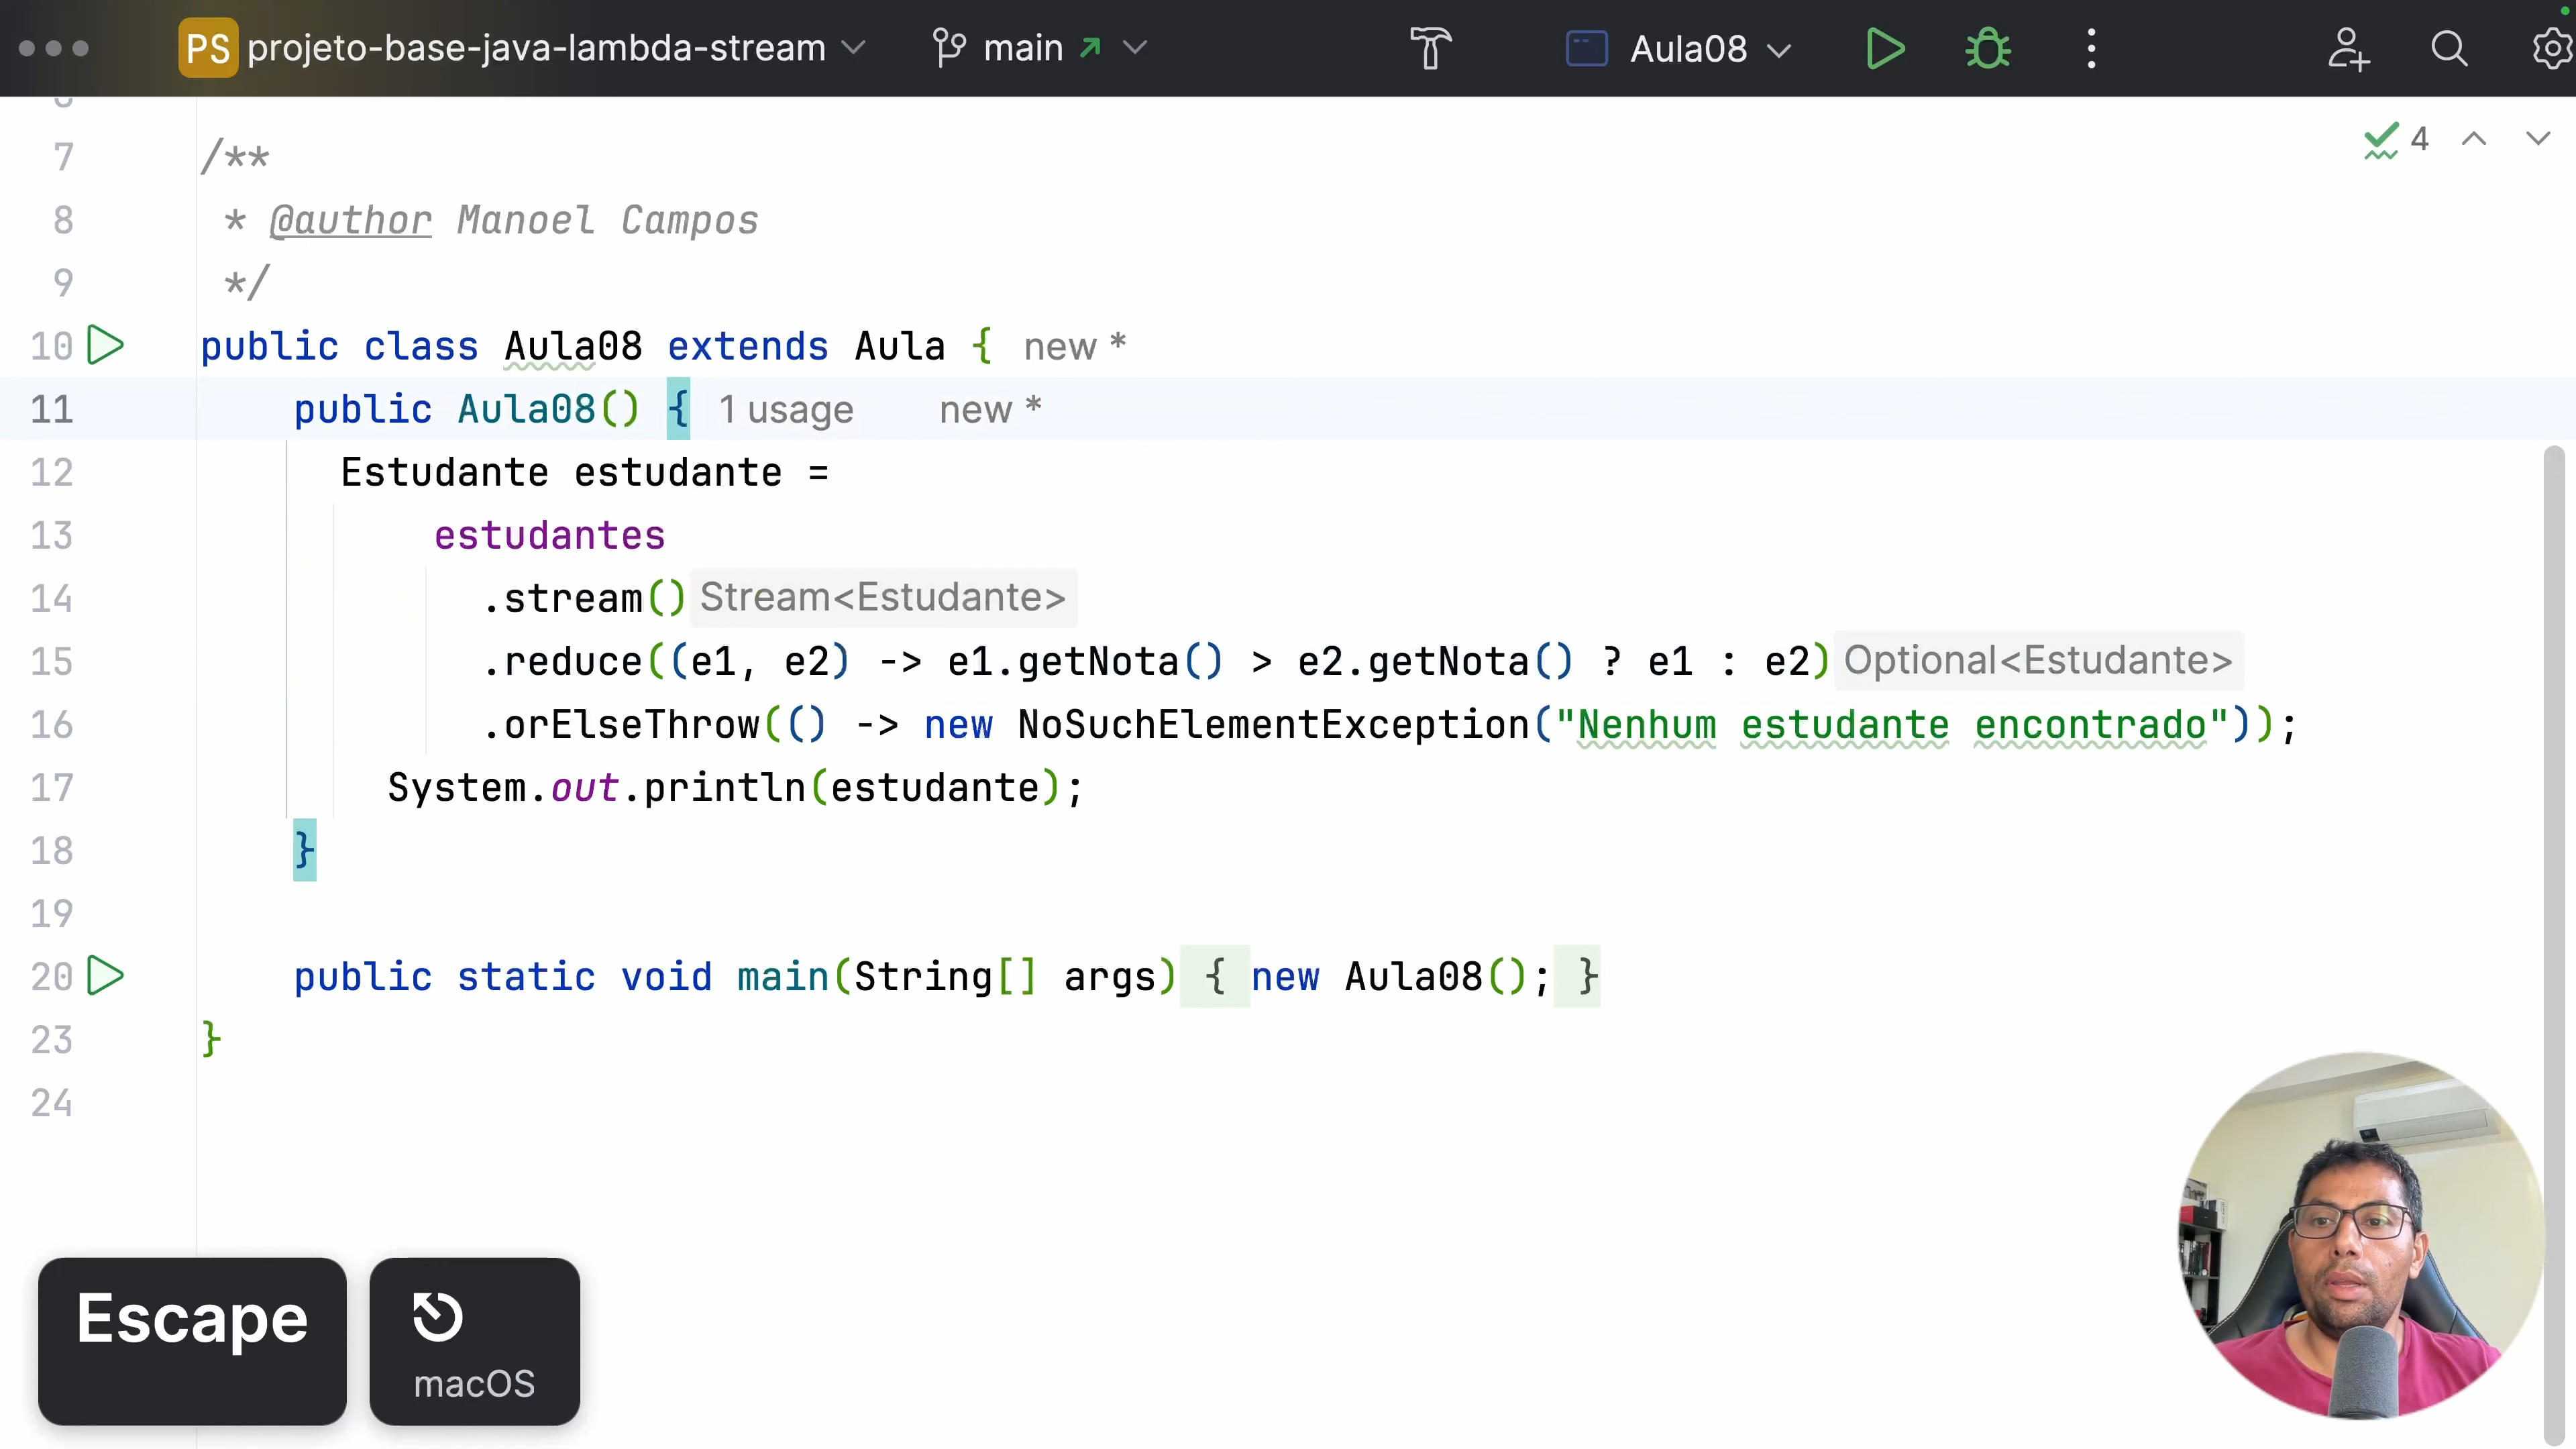 PS projeto-base-java-lambda-stream main Aula08
4
7 /**
8 * @author Manoel Campos
9 */
10 public class Aula08 extends Aula { new *
11 public Aula08() { 1 usage new *
12 Estudante estudante =
13 estudantes
14 .stream() Stream<Estudante>
15 .reduce((e1, e2) -> e1.getNota() > e2.getNota() ? e1 : e2) Optional<Estudante>
16 .orElseThrow(() -> new NoSuchElementException("Nenhum estudante encontrado"));
17 System.out.println(estudante);
18 }
19
20 public static void main(String[] args) { new Aula08(); }
23 }
24
Escape
macOS